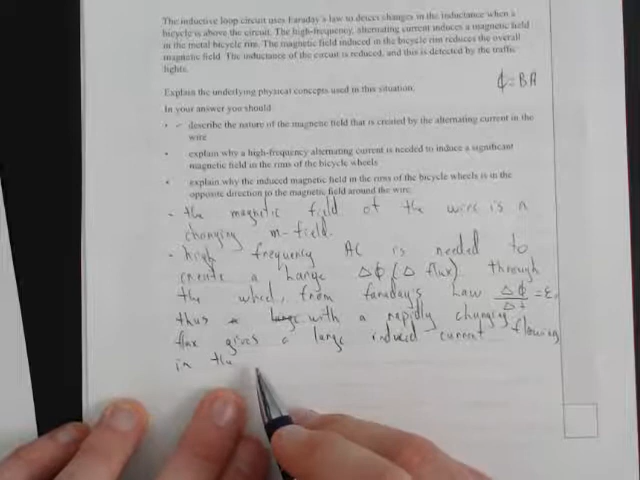 The inductive loop circuit uses Faraday's law to detect changes in the inductance when a
bicycle is above the circuit. The high-frequency, alternating current induces a magnetic field
in the metal bicycle rim. The magnetic field induced in the bicycle rim reduces the overall
magnetic field. The inductance of the circuit is reduced, and this is detected by the traffic
lights.
ϕ = BA
Explain the underlying physical concepts used in this situation.
In your answer you should:
• describe the nature of the magnetic field that is created by the alternating current in the
wire
• explain why a high-frequency alternating current is needed to induce a significant
magnetic field in the rims of the bicycle wheels
• explain why the induced magnetic field in the rims of the bicycle wheels is in the
opposite direction to the magnetic field around the wire.
- the magnetic field of the wire is a
changing m-field.
- high frequency AC is needed to
create a large Δϕ (Δ flux) through
the wheel, from faraday's Law Δϕ/Δt = ε,
thus with a rapidly changing
flux gives a large induced current flowing
in the